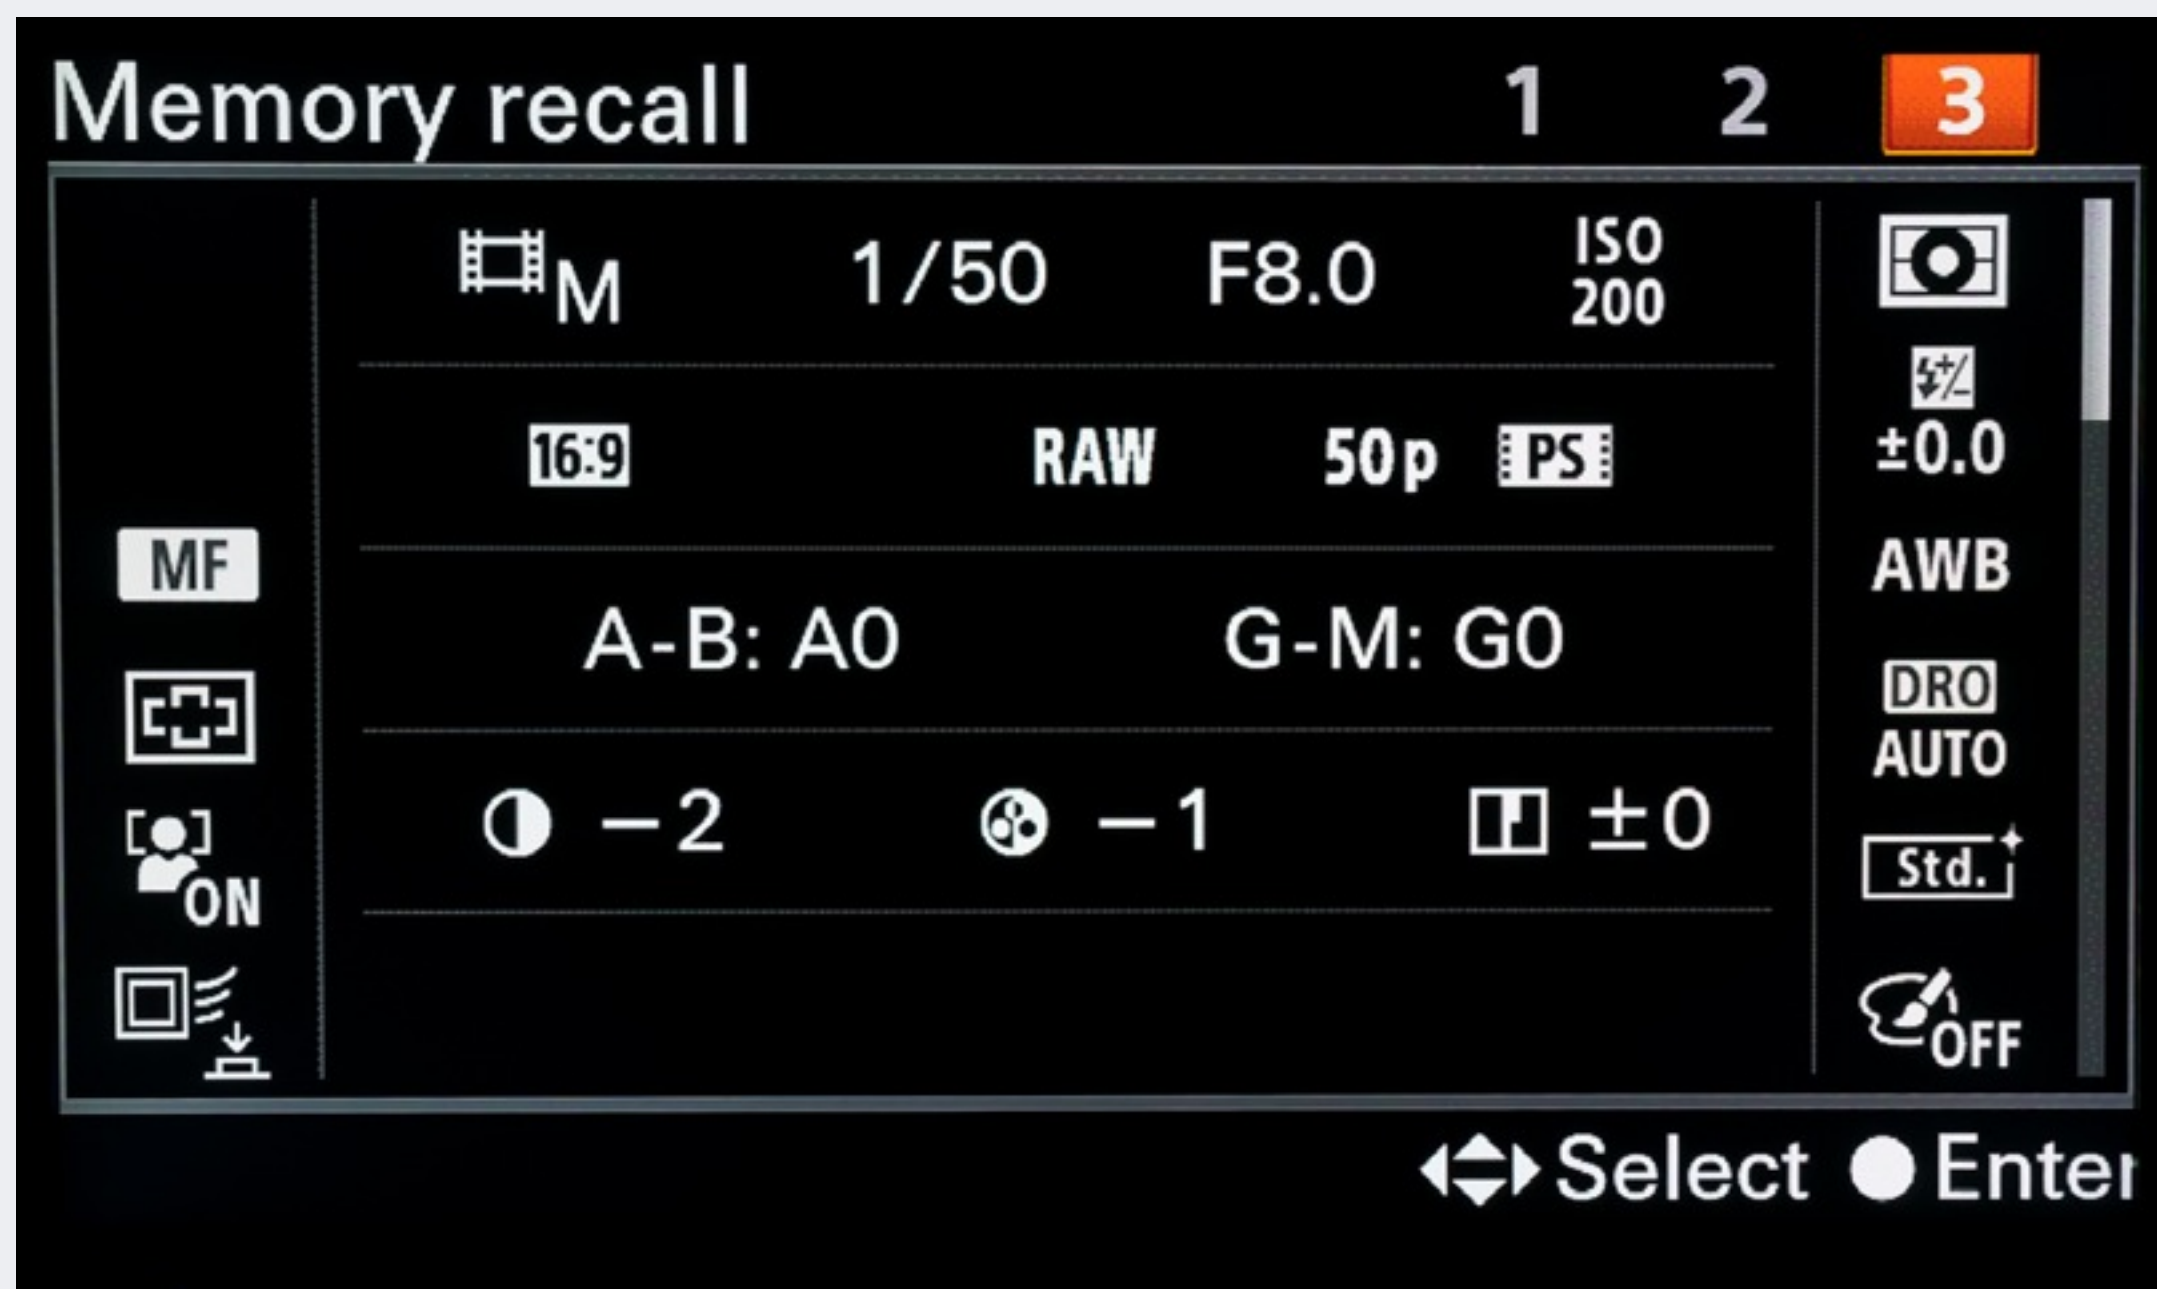 Memory recall 1 2 3
M 1/50 F8.0 ISO 200
±0.0
16:9 RAW 50p PS
MF
AWB
A-B: A0 G-M: G0
DRO AUTO
-2 -1 ±0
Std.
ON
OFF
Select Enter